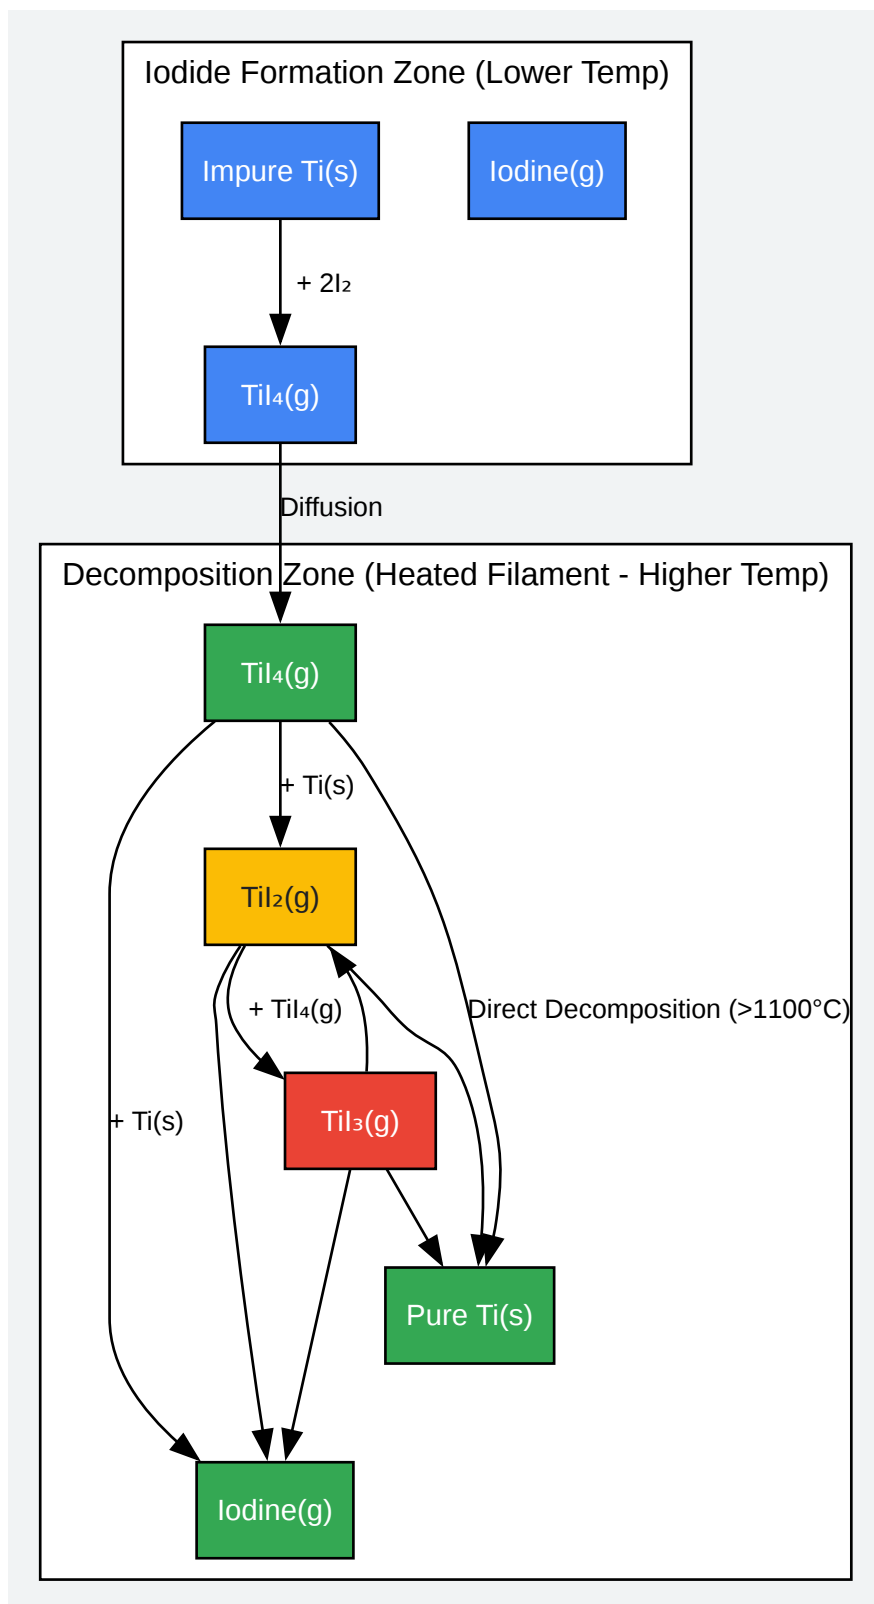 Iodide Formation Zone (Lower Temp)
Impure Ti(s)
Iodine(g)
+ 2I₂
TiI₄(g)
Diffusion
Decomposition Zone (Heated Filament - Higher Temp)
TiI₄(g)
+ Ti(s)
TiI₂(g)
+ TiI₄(g)
Direct Decomposition (>1100°C)
+ Ti(s)
TiI₃(g)
Pure Ti(s)
Iodine(g)